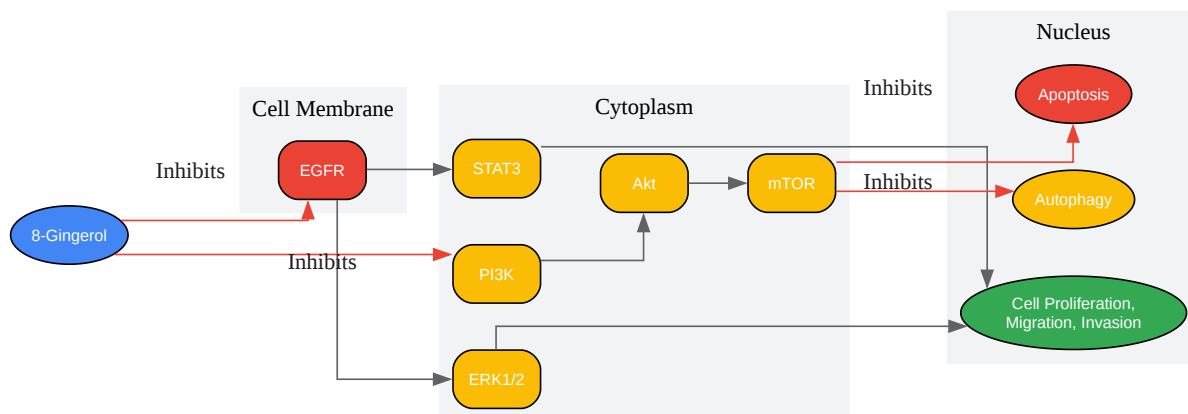 Nucleus
Inhibits
Apoptosis
Cell Membrane
Cytoplasm
Inhibits
EGFR
STAT3
Akt
mTOR
Inhibits
Autophagy
8-Gingerol
Inhibits
PI3K
Cell Proliferation,
Migration, Invasion
ERK1/2